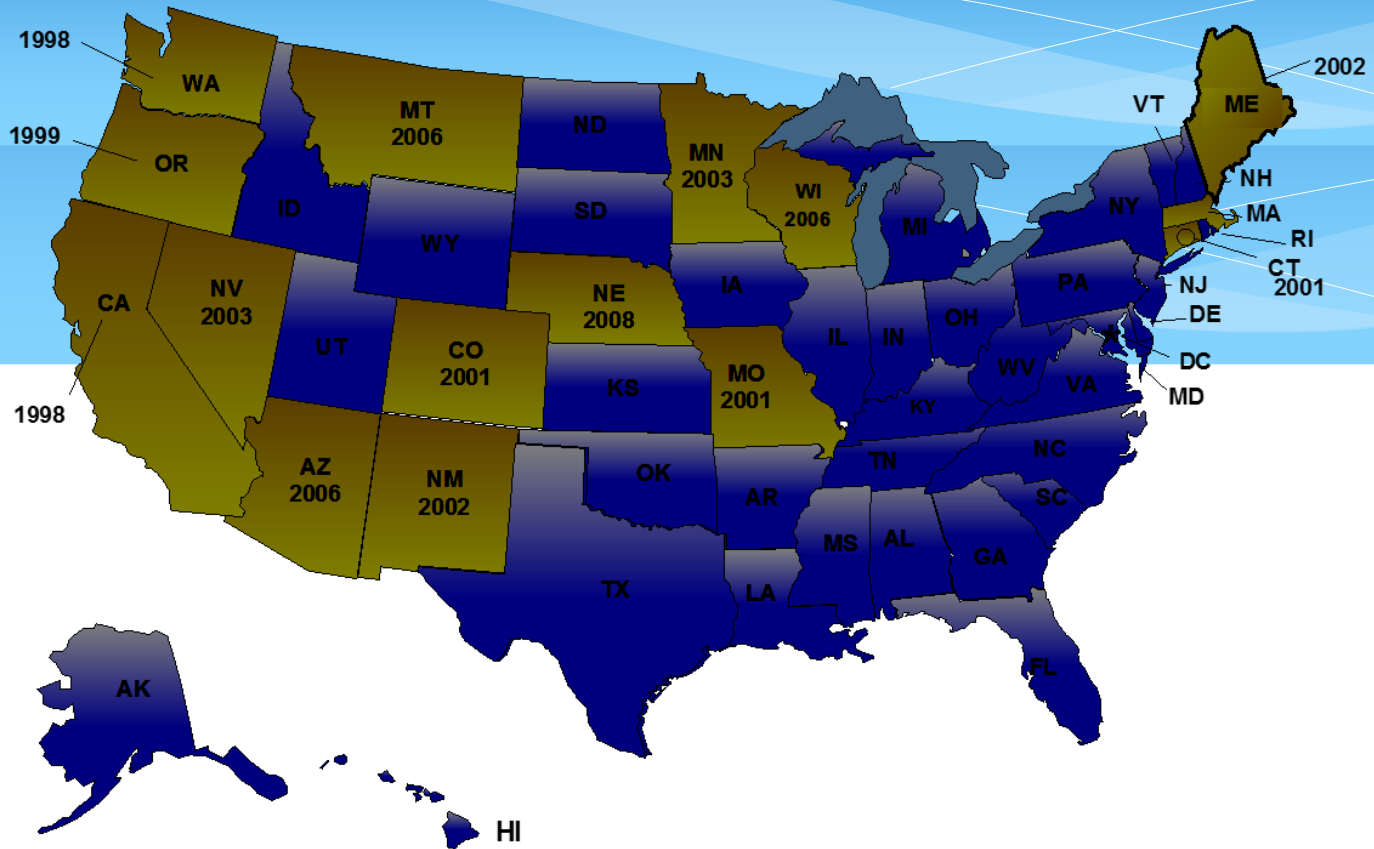 1998
WA
MT
2006
ND
MN
2003
VT
ME
2002
1999
OR
ID
WY
SD
WI
2006
MI
NY
NH
MA
RI
CT
2001
NJ
DE
DC
MD
CA
1998
NV
2003
UT
CO
2001
NE
2008
IA
KS
MO
2001
IL
IN
OH
PA
WV
VA
KY
AZ
2006
NM
2002
OK
AR
TN
NC
SC
TX
LA
MS
AL
GA
FL
AK
HI